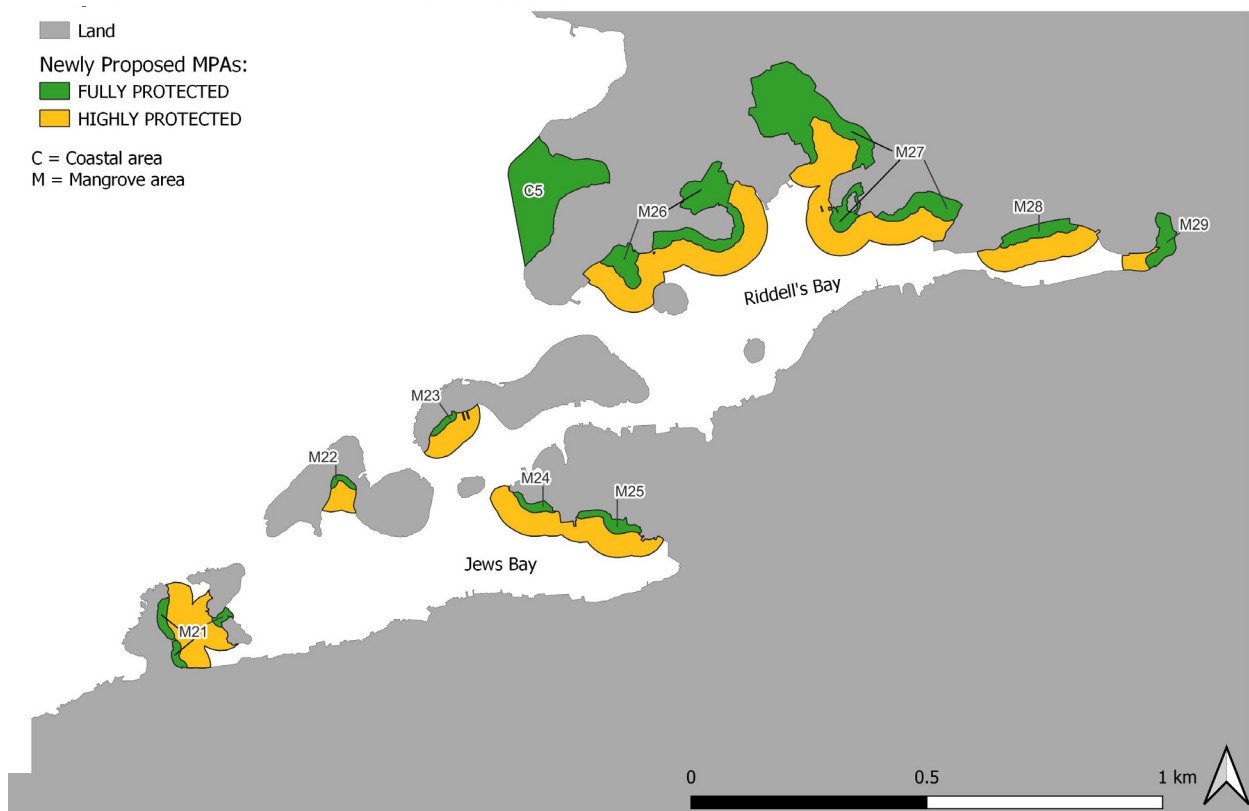 Land
Newly Proposed MPAs:
FULLY PROTECTED
HIGHLY PROTECTED
C = Coastal area
M = Mangrove area
C5
M27
M26
M28
M29
Riddell's Bay
M23
M22
M24
M25
Jews Bay
M21
0 0.5 1 km